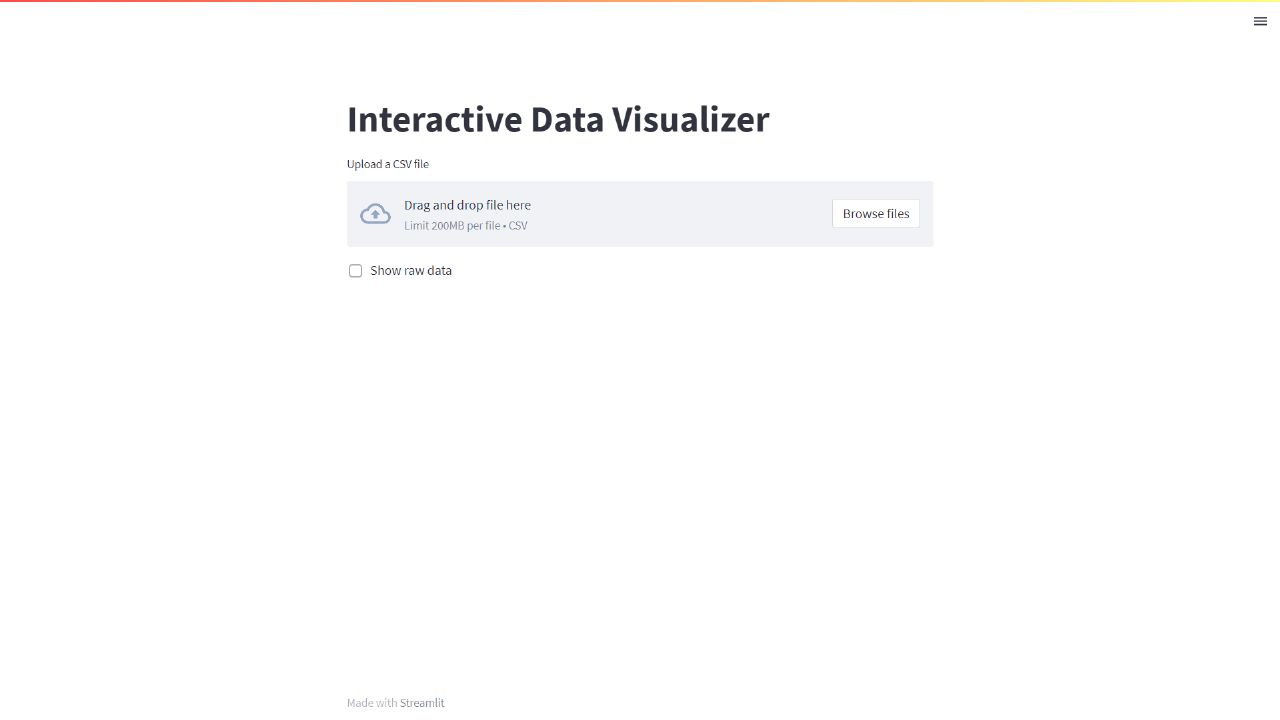 Interactive Data Visualizer
Upload a CSV file
Drag and drop file here
Limit 200MB per file • CSV
Browse files
Show raw data
Made with Streamlit